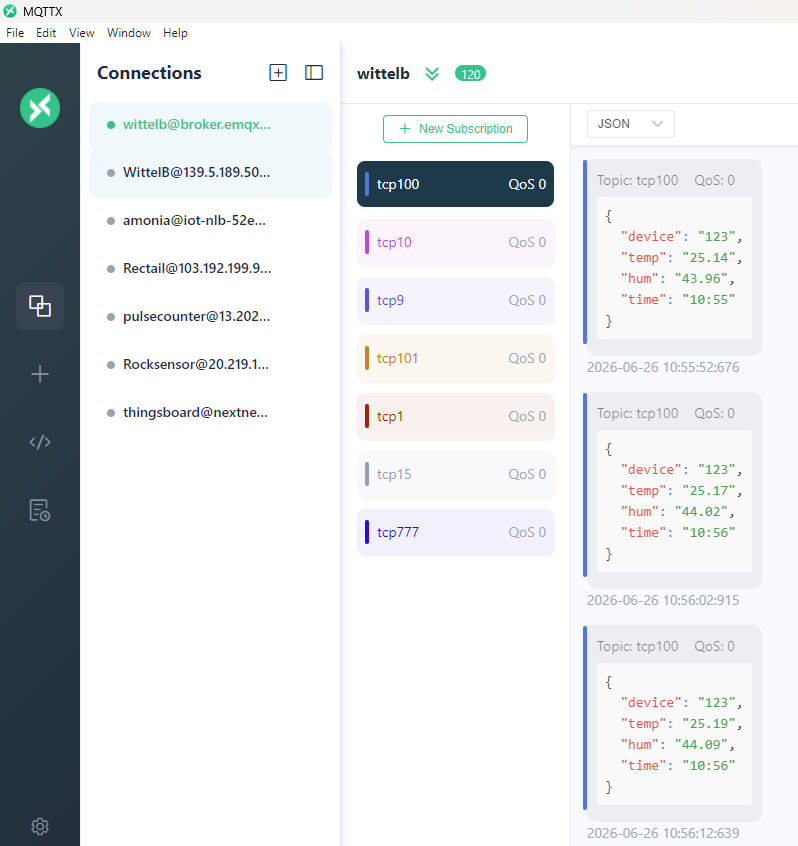 MQTTX
File Edit View Window Help
Connections
wittelb@broker.emqx...
WittelB@139.5.189.50...
amonia@iot-nlb-52e...
Rectail@103.192.199.9...
pulsecounter@13.202...
Rocksensor@20.219.1...
thingsboard@nextne...
wittelb 120
+ New Subscription
tcp100 QoS 0
tcp10 QoS 0
tcp9 QoS 0
tcp101 QoS 0
tcp1 QoS 0
tcp15 QoS 0
tcp777 QoS 0
JSON
Topic: tcp100 QoS: 0
{
"device": "123",
"temp": "25.14",
"hum": "43.96",
"time": "10:55"
}
2026-06-26 10:55:52:676
Topic: tcp100 QoS: 0
{
"device": "123",
"temp": "25.17",
"hum": "44.02",
"time": "10:56"
}
2026-06-26 10:56:02:915
Topic: tcp100 QoS: 0
{
"device": "123",
"temp": "25.19",
"hum": "44.09",
"time": "10:56"
}
2026-06-26 10:56:12:639